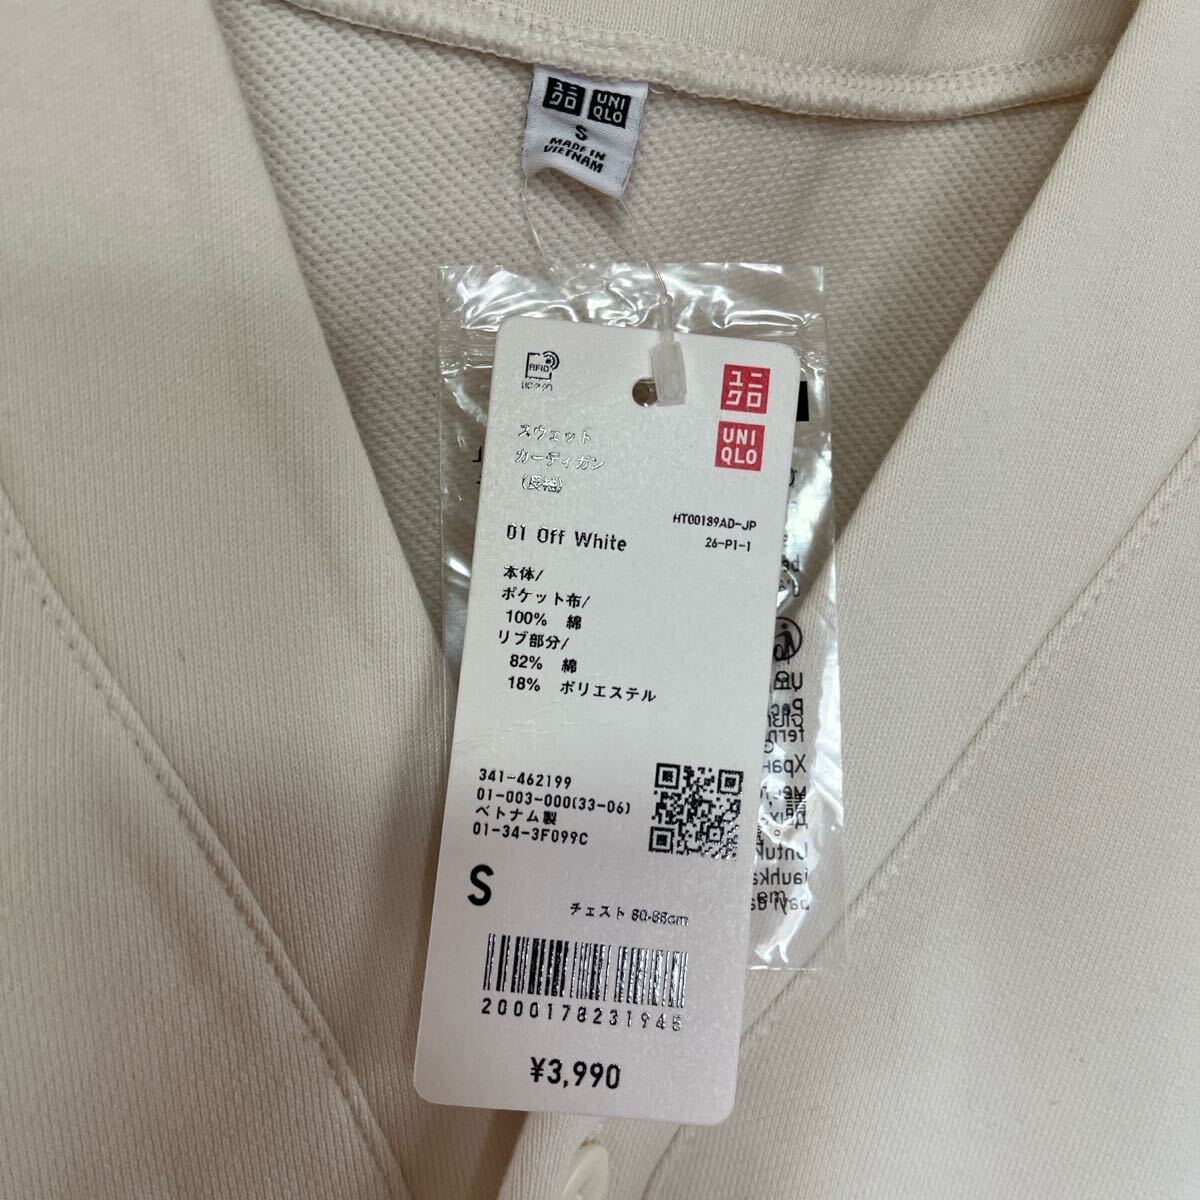 ユニ UNI
クロ QLO
S
MADE IN
VIETNAM
RFID
ユニ
クロ
UNI
QLO
スウェット
カーディガン
(長袖)
HT00189AD-JP
01 Off White
26-P1-1
本体/
ポケット布/
100% 綿
リブ部分/
82% 綿
18% ポリエステル
341-462199
01-003-000(33-06)
ベトナム製
01-34-3F099C
S
チェスト 80-88cm
2000178231945
¥3,990